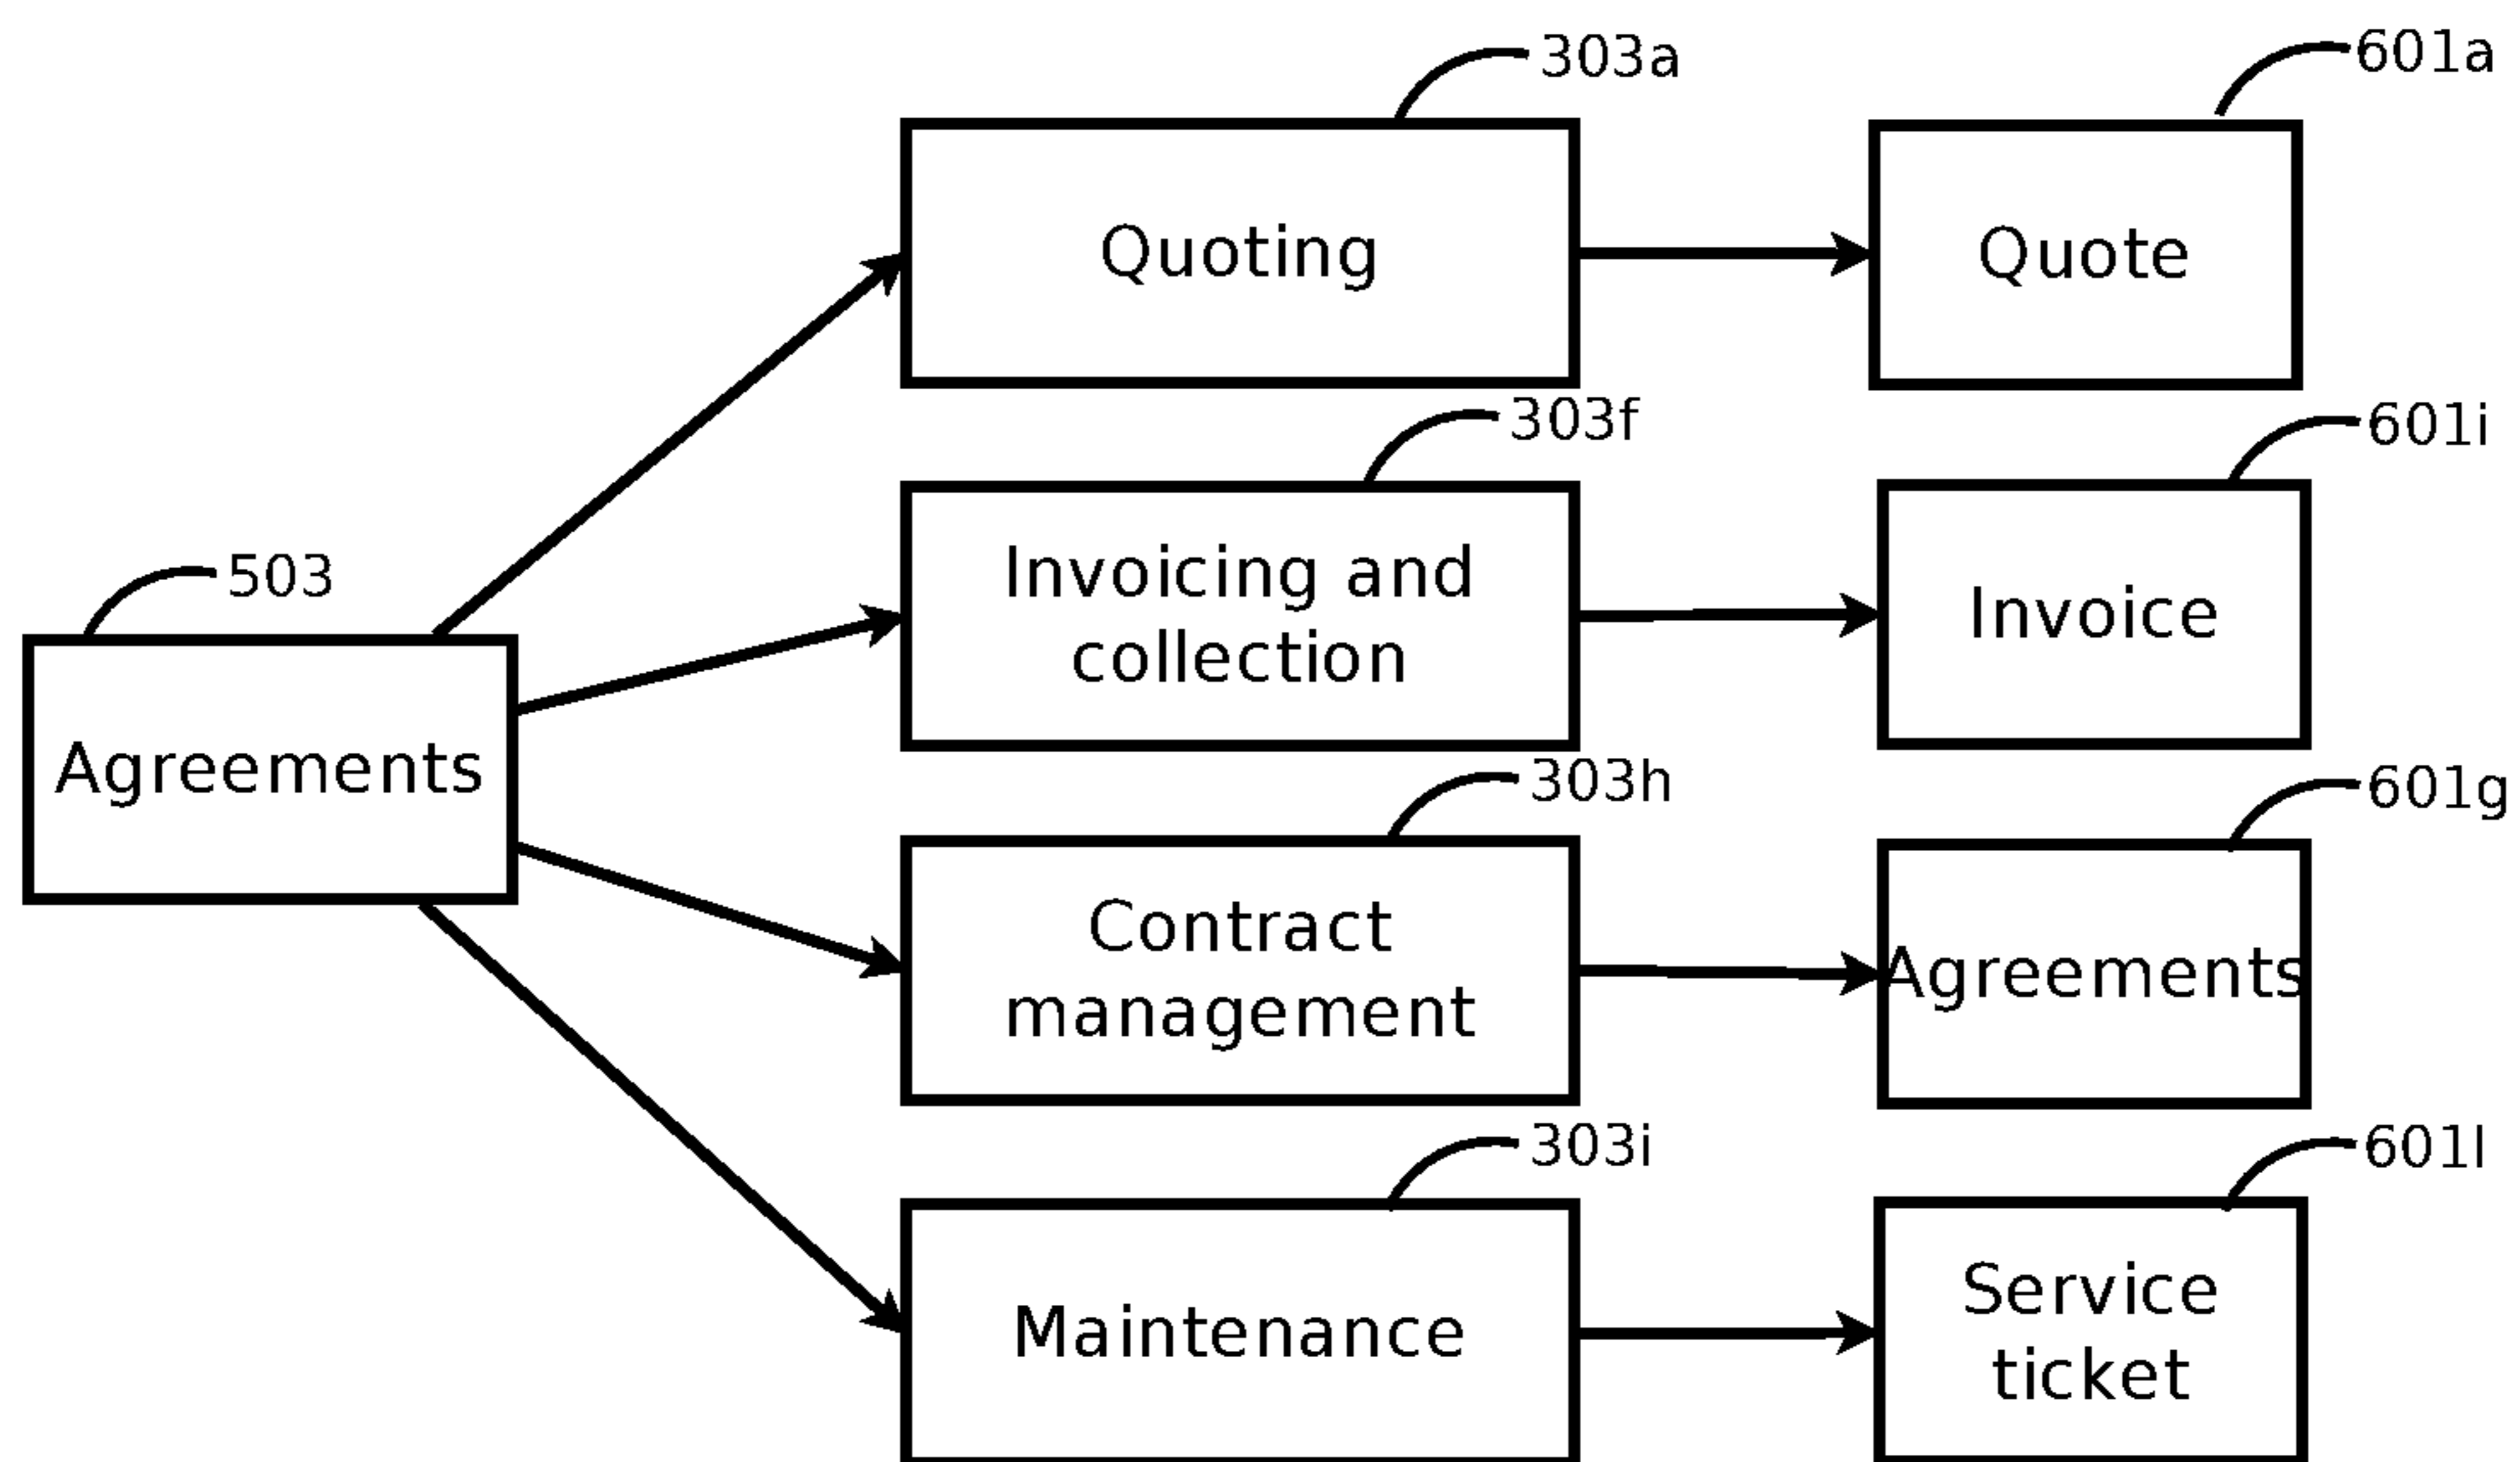 303a
601a
Quoting
Quote
303f
601i
Invoicing and
collection
Invoice
503
Agreements
303h
601g
Contract
management
Agreements
303i
601l
Maintenance
Service
ticket